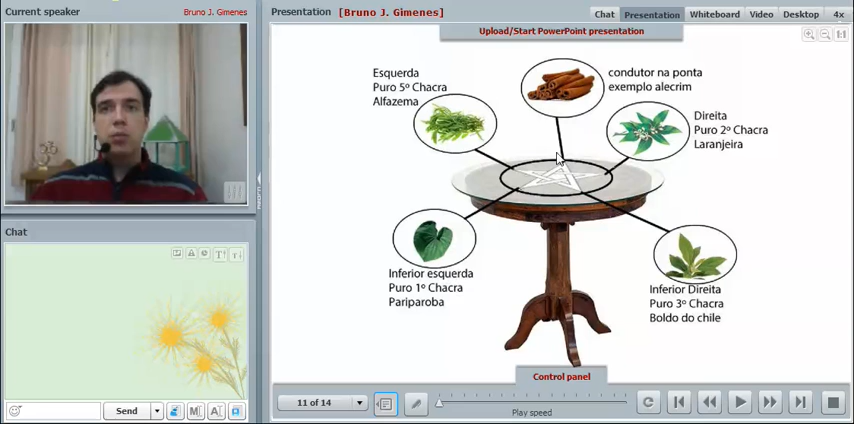 Current speaker
Bruno J. Gimenes
Presentation
[Bruno J. Gimenes]
Chat
Presentation
Whiteboard
Video
Desktop
4x
Upload/Start PowerPoint presentation
1:1
Esquerda
Puro 5º Chacra
Alfazema
condutor na ponta
exemplo alecrim
Direita
Puro 2º Chacra
Laranjeira
Inferior esquerda
Puro 1º Chacra
Pariparoba
Inferior Direita
Puro 3º Chacra
Boldo do chile
Chat
Send
Control panel
11 of 14
Play speed